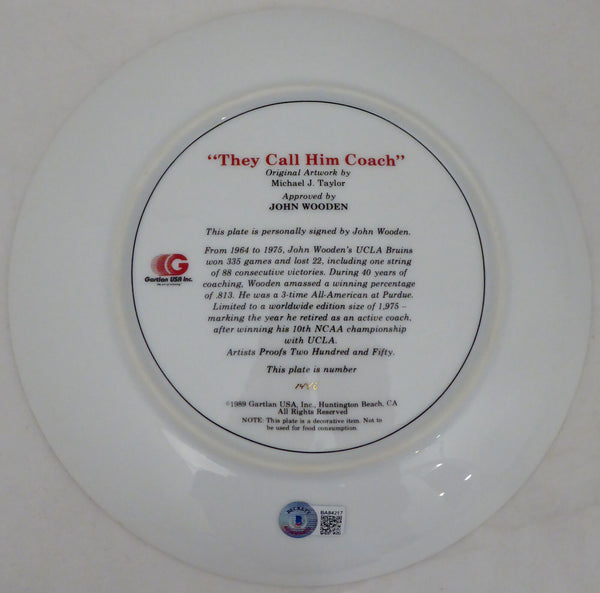 “They Call Him Coach”
Original Artwork by
Michael J. Taylor
Approved by
JOHN WOODEN
This plate is personally signed by John Wooden.
From 1964 to 1975, John Wooden's UCLA Bruins
won 335 games and lost 22, including one string
of 88 consecutive victories. During 40 years of
coaching, Wooden amassed a winning percentage
of .813. He was a 3-time All-American at Purdue.
Limited to a worldwide edition size of 1,975 –
marking the year he retired as an active coach,
after winning his 10th NCAA championship
with UCLA.
Artists Proofs Two Hundred and Fifty.
This plate is number
©1989 Gartlan USA, Inc., Huntington Beach, CA
All Rights Reserved
NOTE: This plate is a decorative item. Not to
be used for food consumption.
G
Gartlan USA Inc.
BECKETT
B
BA94217